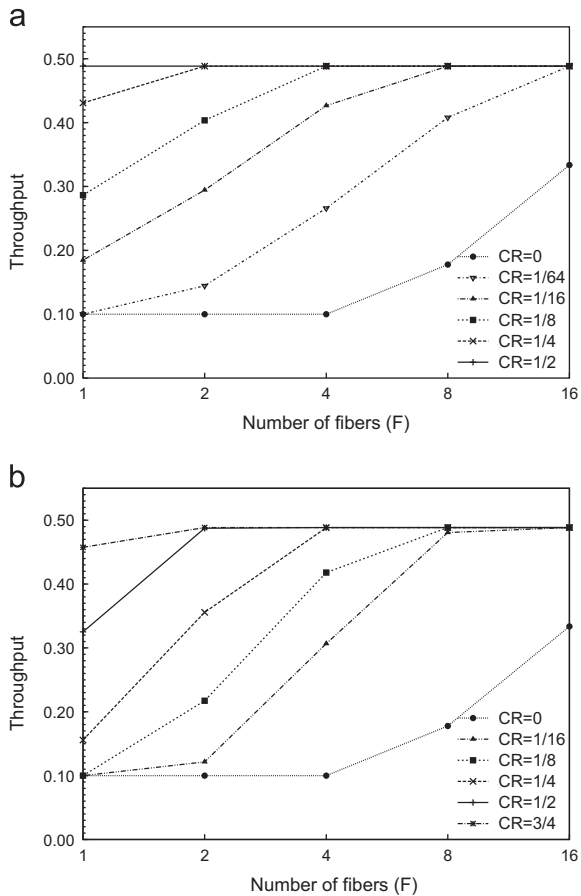 a
0.50
0.40
0.30
0.20
0.10
0.00
Throughput
1
2
4
8
16
Number of fibers (F)
CR=0
CR=1/64
CR=1/16
CR=1/8
CR=1/4
CR=1/2
b
0.50
0.40
0.30
0.20
0.10
0.00
Throughput
1
2
4
8
16
Number of fibers (F)
CR=0
CR=1/16
CR=1/8
CR=1/4
CR=1/2
CR=3/4